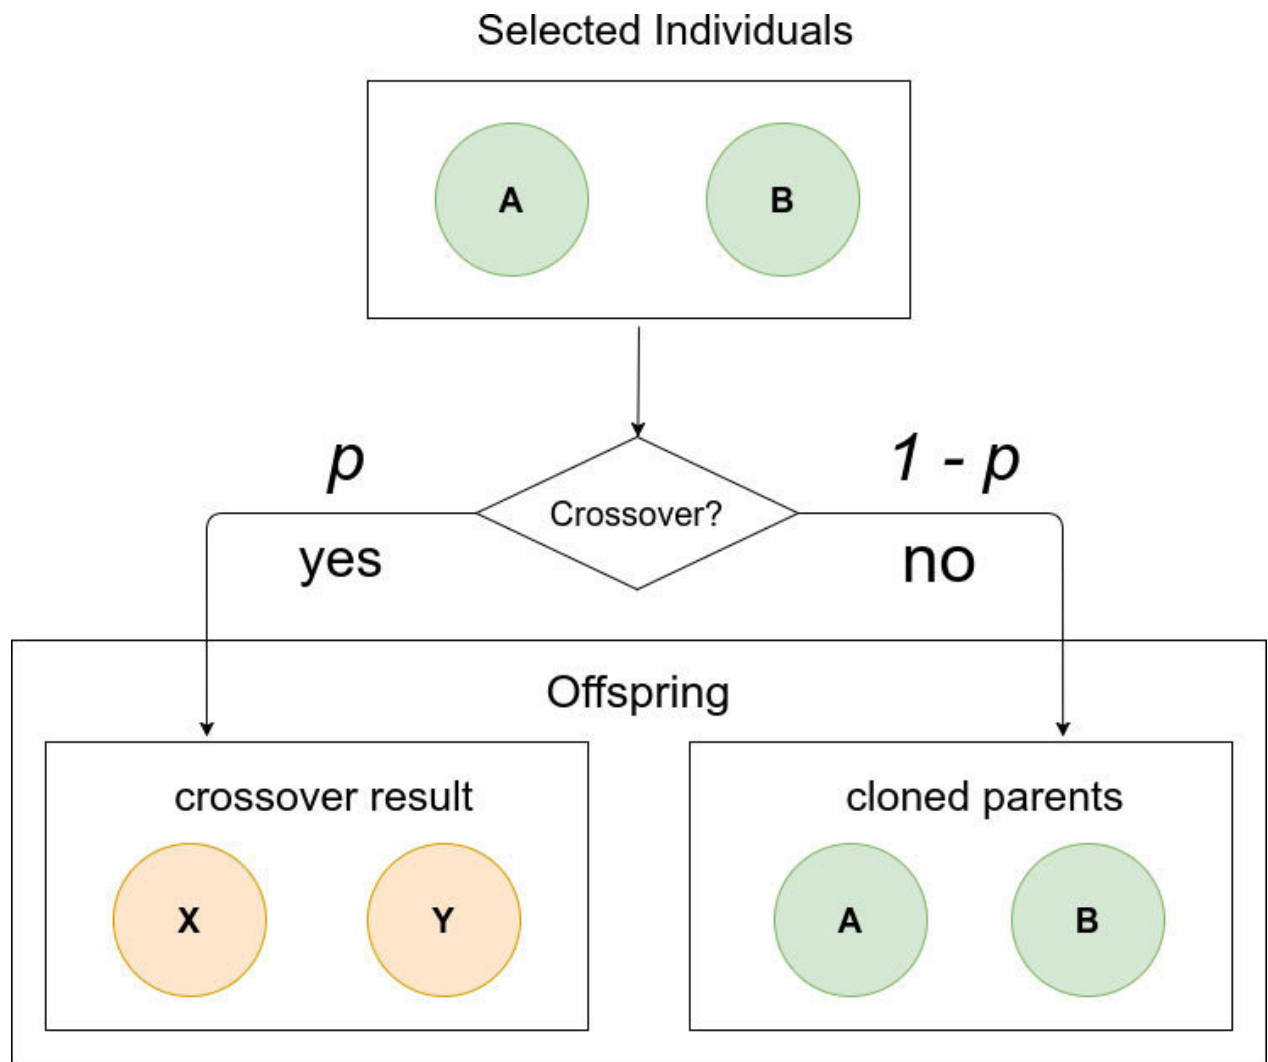 Selected Individuals
A B
p 1 - p
Crossover?
yes no
Offspring
crossover result cloned parents
X Y A B